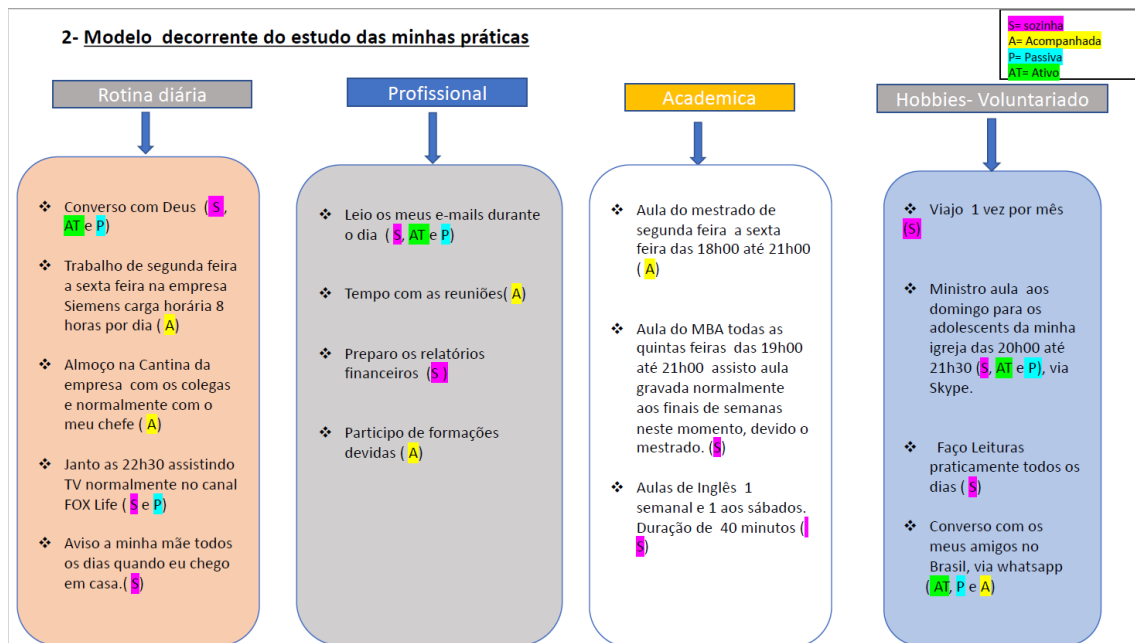 2- Modelo decorrente do estudo das minhas práticas
S= sozinha
A= Acompanhada
P= Passiva
AT= Ativo
Rotina diária
❖ Converso com Deus ( S,
AT e P)
❖ Trabalho de segunda feira
a sexta feira na empresa
Siemens carga horária 8
horas por dia ( A)
❖ Almoço na Cantina da
empresa com os colegas
e normalmente com o
meu chefe ( A)
❖ Janto as 22h30 assistindo
TV normalmente no canal
FOX Life ( S e P)
❖ Aviso a minha mãe todos
os dias quando eu chego
em casa.( S)
Profissional
❖ Leio os meus e-mails durante
o dia ( S, AT e P)
❖ Tempo com as reuniões( A)
❖ Preparo os relatórios
financeiros (S )
❖ Participo de formações
devidas ( A)
Academica
❖ Aula do mestrado de
segunda feira a sexta
feira das 18h00 até 21h00
( A)
❖ Aula do MBA todas as
quintas feiras das 19h00
até 21h00 assisto aula
gravada normalmente
aos finais de semanas
neste momento, devido o
mestrado. (S)
❖ Aulas de Inglês 1
semanal e 1 aos sábados.
Duração de 40 minutos (
S)
Hobbies- Voluntariado
❖ Viajo 1 vez por mês
(S)
❖ Ministro aula aos
domingo para os
adolescents da minha
igreja das 20h00 até
21h30 (S, AT e P), via
Skype.
❖ Faço Leituras
praticamente todos os
dias ( S)
❖ Converso com os
meus amigos no
Brasil, via whatsapp
( AT, P e A)